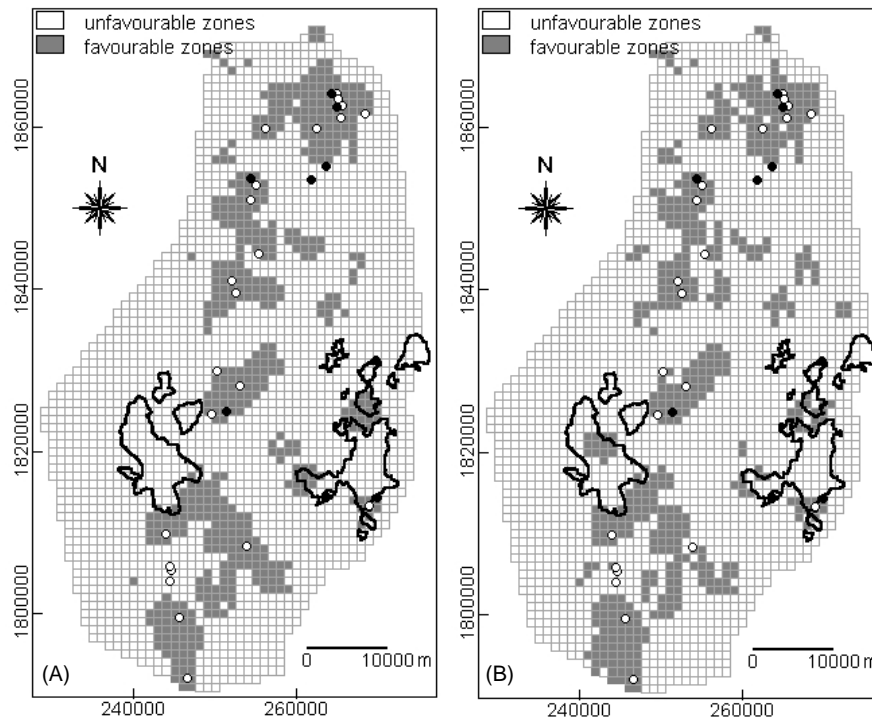 unfavourable zones
favourable zones
1860000
N
1840000
1820000
1800000
(A)
0 10000 m
240000 260000
unfavourable zones
favourable zones
1860000
N
1840000
1820000
1800000
(B)
0 10000 m
240000 260000